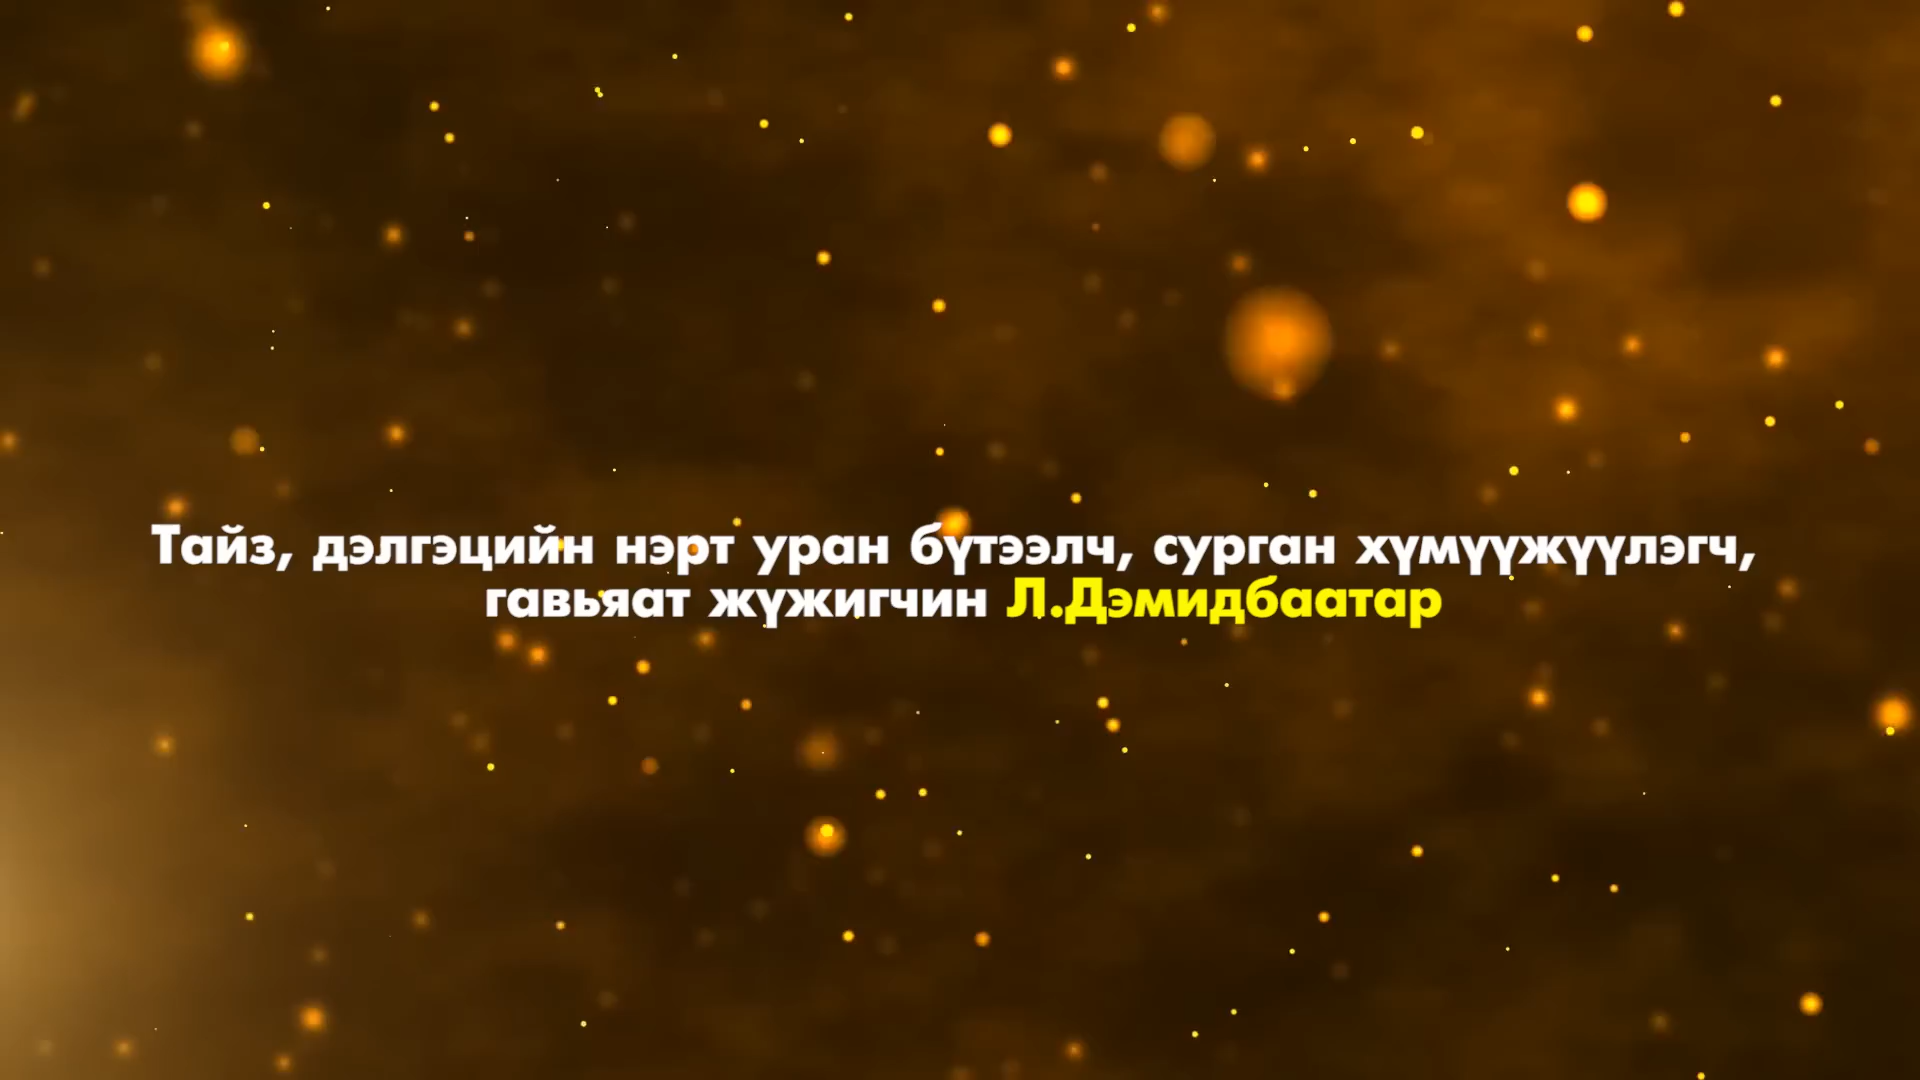 Тайз, дэлгэцийн нэрт уран бүтээлч, сурган хүмүүжүүлэгч,
гавьяат жүжигчин Л.Дэмидбаатар